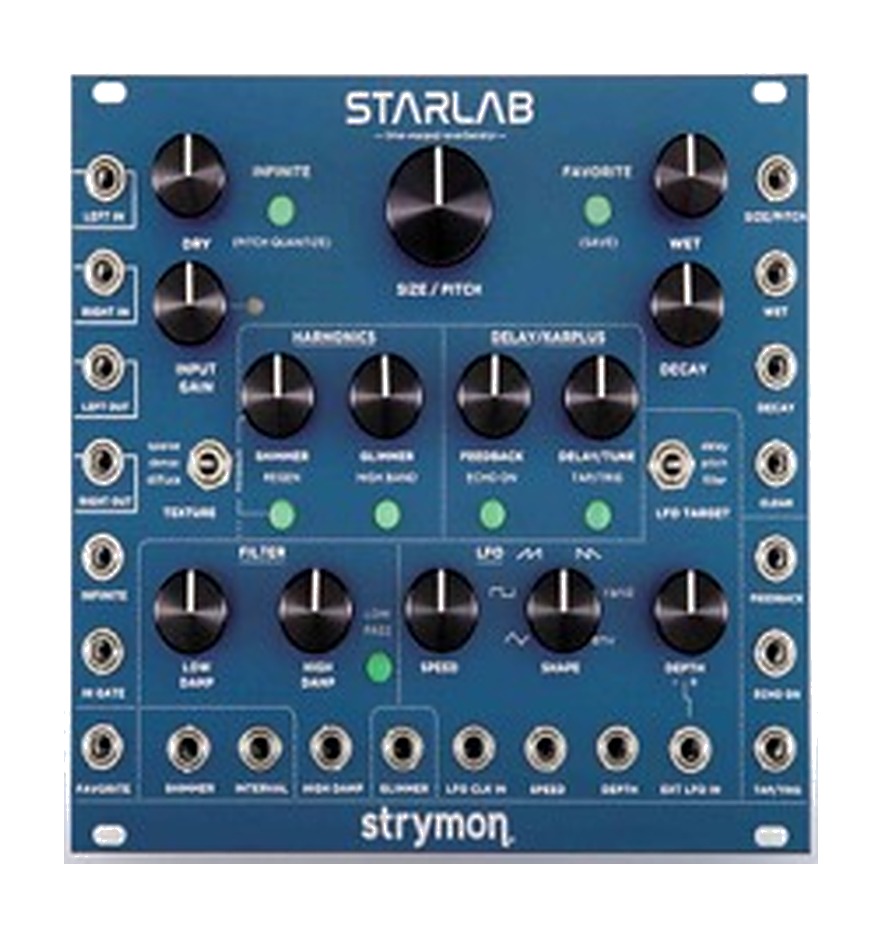 STARLAB
INFINITE
FAVORITE
LEFT IN
SIZE/PITCH
DRY
(PITCH QUANTIZE)
(SAVE)
WET
SIZE / PITCH
RIGHT IN
WET
HARMONICS
DELAY/KARPLUS
INPUT
GAIN
DECAY
LEFT OUT
DECAY
sparse
dense
diffuse
SHIMMER
GLIMMER
FEEDBACK
DELAY/TUNE
delay
pitch
filter
REGEN
HIGH BAND
ECHO ON
TAP/TRIG
RIGHT OUT
CLEAR
TEXTURE
LFO TARGET
FILTER
LFO
INFINITE
rand
FEEDBACK
LOW
PASS
env
LOW
DAMP
HIGH
DAMP
SPEED
SHAPE
DEPTH
IN GATE
ECHO ON
FAVORITE
SHIMMER
INTERVAL
HIGH DAMP
GLIMMER
LFO CLK IN
SPEED
DEPTH
EXT LFO IN
TAP/TRIG
strymon